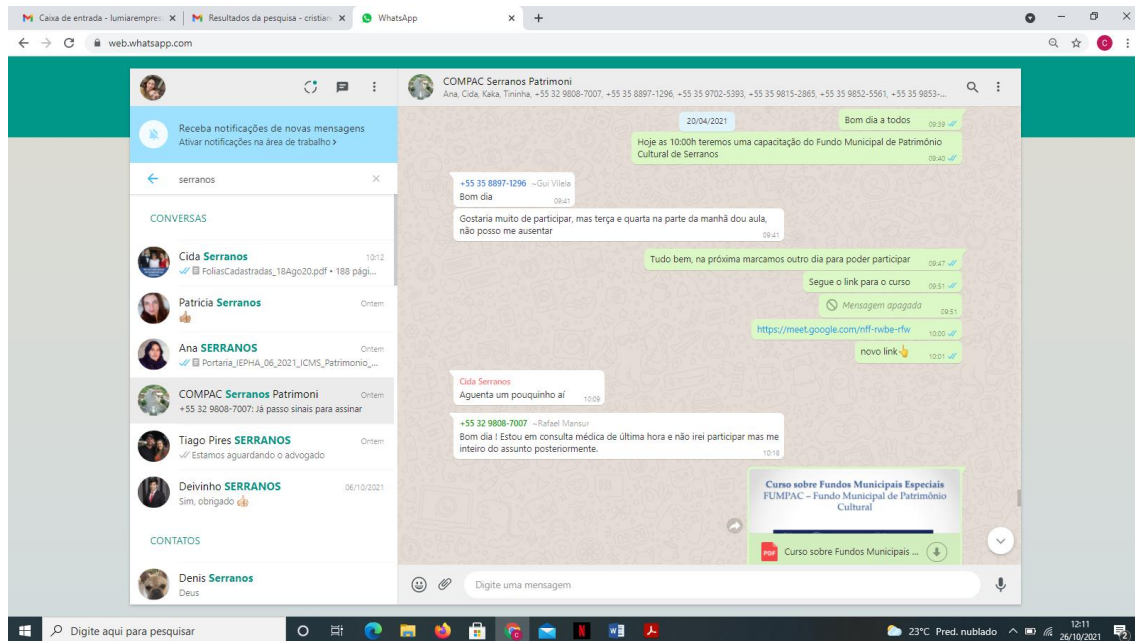 Caixa de entrada - lumiarempres
Resultados da pesquisa - cristian
WhatsApp
web.whatsapp.com
C
Receba notificações de novas mensagens
Ativar notificações na área de trabalho >
serranos
CONVERSAS
Cida Serranos 10:12
FoliasCadastradas_18Ago20.pdf • 188 pági...
Patricia Serranos Ontem
Ana SERRANOS Ontem
Portaria_IEPHA_06_2021_ICMS_Patrimonio_...
COMPAC Serranos Patrimoni Ontem
+55 32 9808-7007: Já passo sinais para assinar
Tiago Pires SERRANOS Ontem
Estamos aguardando o advogado
Deivinho SERRANOS 06/10/2021
Sim, obrigado 👍
CONTATOS
Denis Serranos
Deus
COMPAC Serranos Patrimoni
Ana, Cida, Kaka, Tininha, +55 32 9808-7007, +55 35 8897-1296, +55 35 9702-5393, +55 35 9815-2865, +55 35 9852-5561, +55 35 9853-...
20/04/2021
Bom dia a todos 09:39
Hoje as 10:00h teremos uma capacitação do Fundo Municipal de Patrimônio
Cultural de Serranos 09:40
+55 35 8897-1296 ~Gui Vilela
Bom dia 09:41
Gostaria muito de participar, mas terça e quarta na parte da manhã dou aula,
não posso me ausentar 09:41
Tudo bem, na próxima marcamos outro dia para poder participar 09:47
Segue o link para o curso 09:51
Mensagem apagada 09:51
https://meet.google.com/nff-rwbe-rfw 10:00
novo link👆 10:01
Cida Serranos
Aguenta um pouquinho aí 10:09
+55 32 9808-7007 ~Rafael Mansur
Bom dia ! Estou em consulta médica de última hora e não irei participar mas me
inteiro do assunto posteriormente. 10:18
Curso sobre Fundos Municipais Especiais
FUMPAC – Fundo Municipal de Patrimônio
Cultural
PDF Curso sobre Fundos Municipais ...
Digite uma mensagem
Digite aqui para pesquisar
23°C Pred. nublado
12:11
26/10/2021